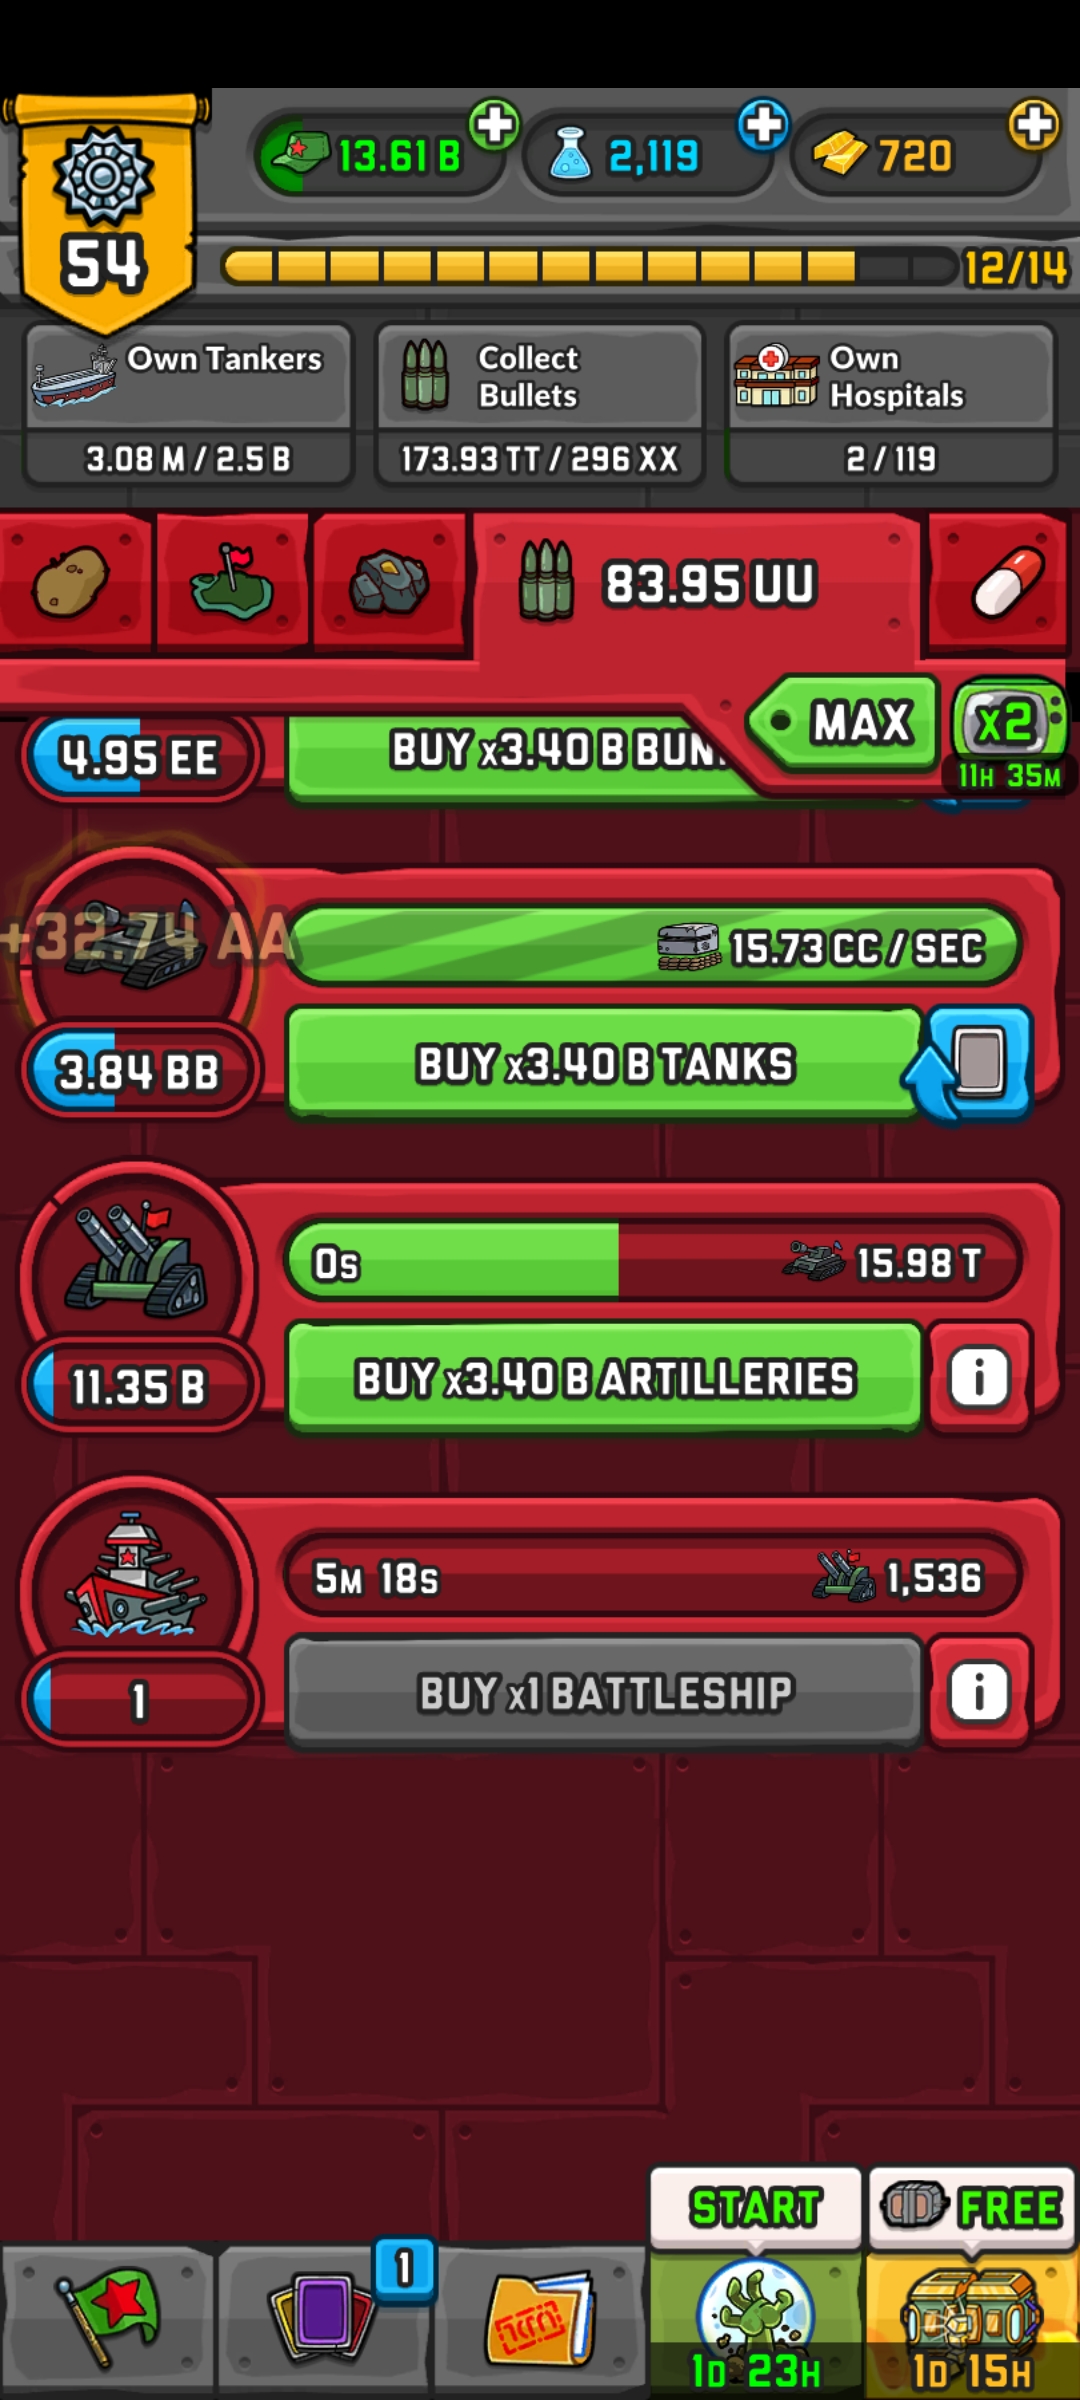 13.61 B
2,119
720
54
12/14
Own Tankers
3.08 M / 2.5 B
Collect
Bullets
173.93 TT / 296 XX
Own
Hospitals
2 / 119
83.95 UU
MAX
x2
11H 35M
4.95 EE
BUY x3.40 B BUN
+32.74 AA
15.73 CC / SEC
3.84 BB
BUY x3.40 B TANKS
0s
15.98 T
11.35 B
BUY x3.40 B ARTILLERIES
i
5M 18s
1,536
1
BUY x1 BATTLESHIP
i
START
FREE
1
1D 23H
1D 15H